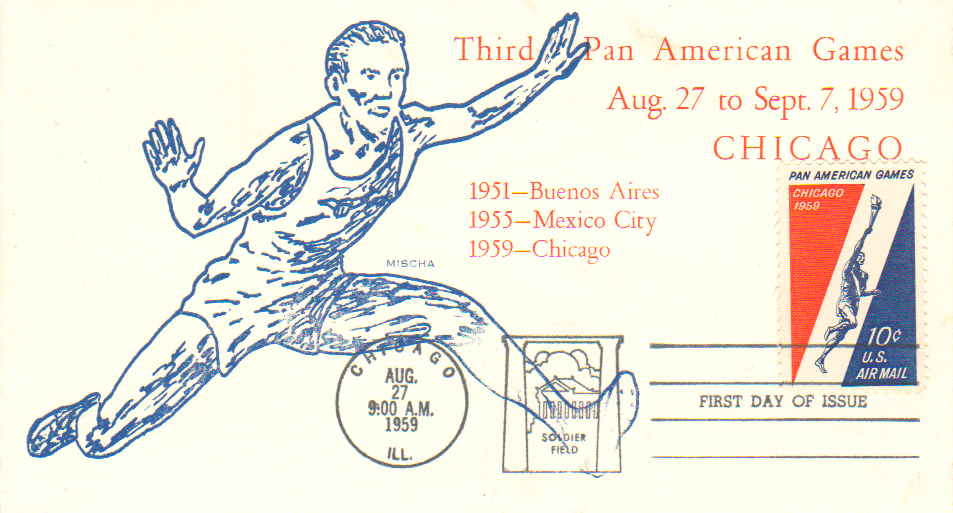 Third Pan American Games
Aug. 27 to Sept. 7, 1959
CHICAGO
1951—Buenos Aires
1955—Mexico City
1959—Chicago
MISCHA
PAN AMERICAN GAMES
CHICAGO
1959
10¢
U.S.
AIR MAIL
CHICAGO
AUG.
27
9:00 A.M.
1959
ILL.
SOLDIER
FIELD
FIRST DAY OF ISSUE